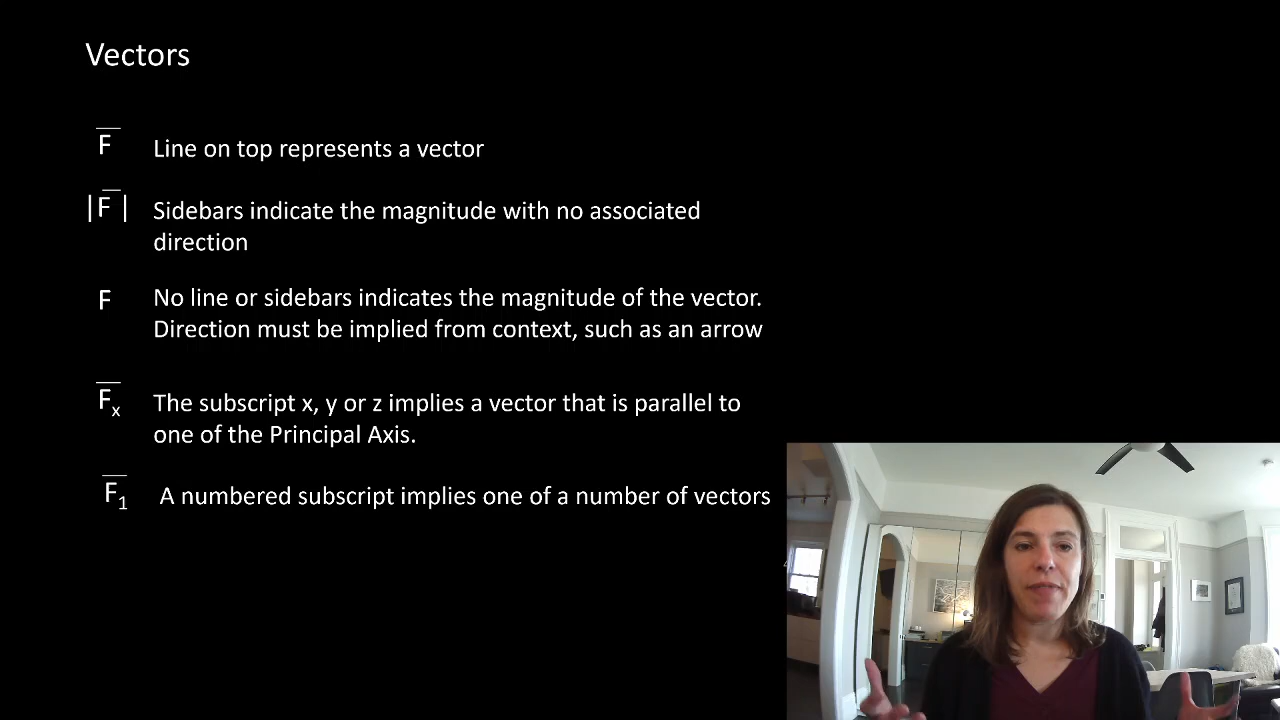 Vectors
F̅ Line on top represents a vector
|F̅| Sidebars indicate the magnitude with no associated
direction
F No line or sidebars indicates the magnitude of the vector.
Direction must be implied from context, such as an arrow
F̅ₓ The subscript x, y or z implies a vector that is parallel to
one of the Principal Axis.
F̅₁ A numbered subscript implies one of a number of vectors